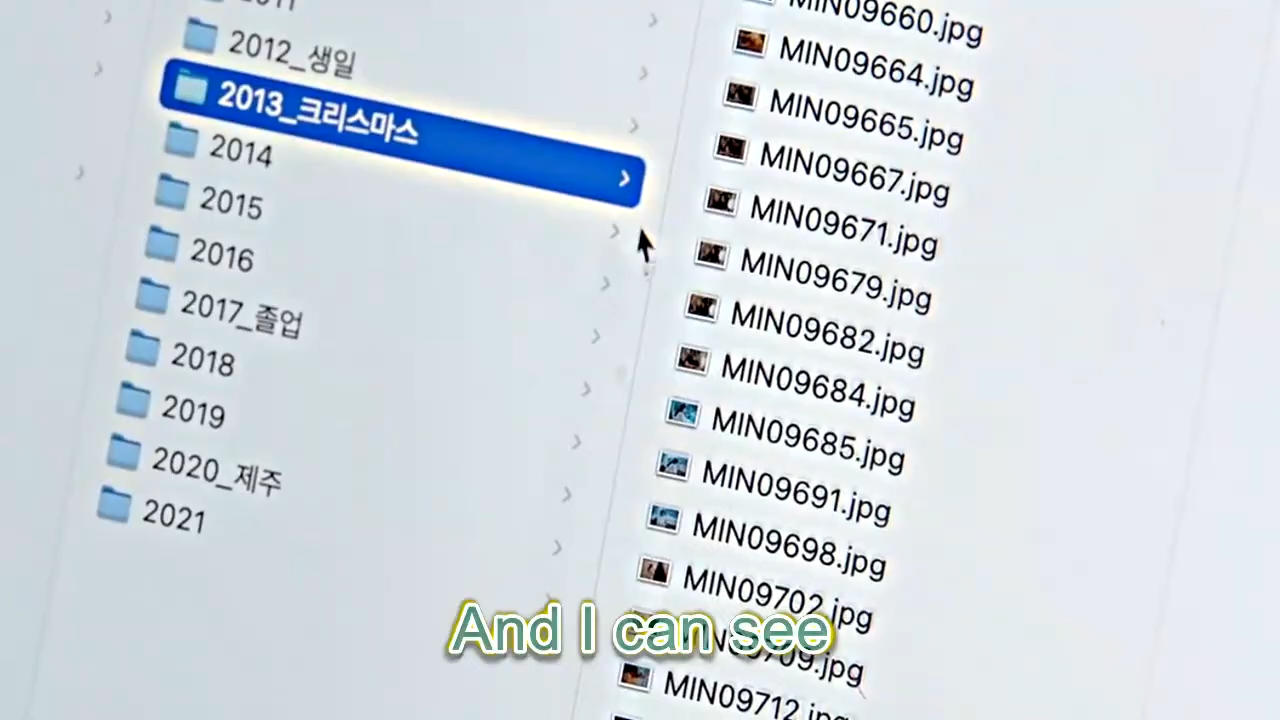 2011
2012_생일
2013_크리스마스
2014
2015
2016
2017_졸업
2018
2019
2020_제주
2021
MIN09660.jpg
MIN09664.jpg
MIN09665.jpg
MIN09667.jpg
MIN09671.jpg
MIN09679.jpg
MIN09682.jpg
MIN09684.jpg
MIN09685.jpg
MIN09691.jpg
MIN09698.jpg
MIN09702.jpg
MIN09709.jpg
MIN09712.jpg
And I can see